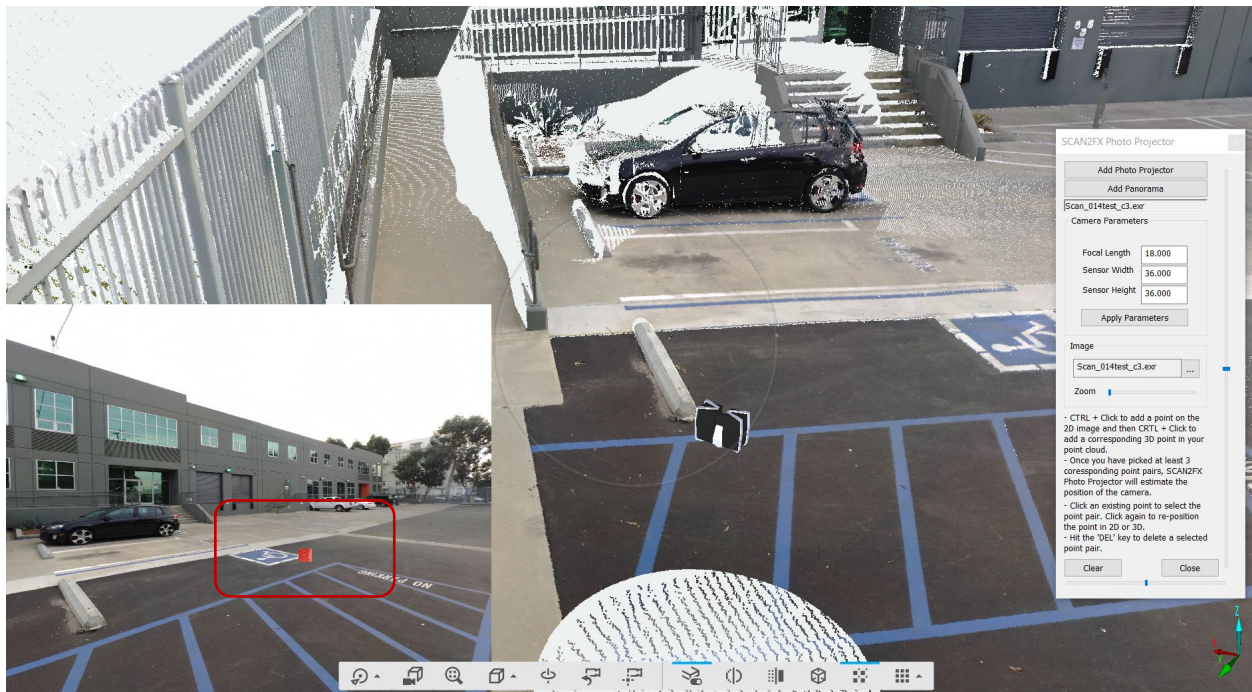 SCAN2FX Photo Projector
Add Photo Projector
Add Panorama
Scan_014test_c3.exr
Camera Parameters
Focal Length 18.000
Sensor Width 36.000
Sensor Height 36.000
Apply Parameters
Image
Scan_014test_c3.exr ...
Zoom
- CTRL + Click to add a point on the
2D image and then CRTL + Click to
add a corresponding 3D point in your
point cloud.
- Once you have picked at least 3
coresponding point pairs, SCAN2FX
Photo Projector will estimate the
position of the camera.
- Click an existing point to select the
point pair. Click again to re-position
the point in 2D or 3D.
- Hit the 'DEL' key to delete a selected
point pair.
Clear Close
NO PARKING
Z